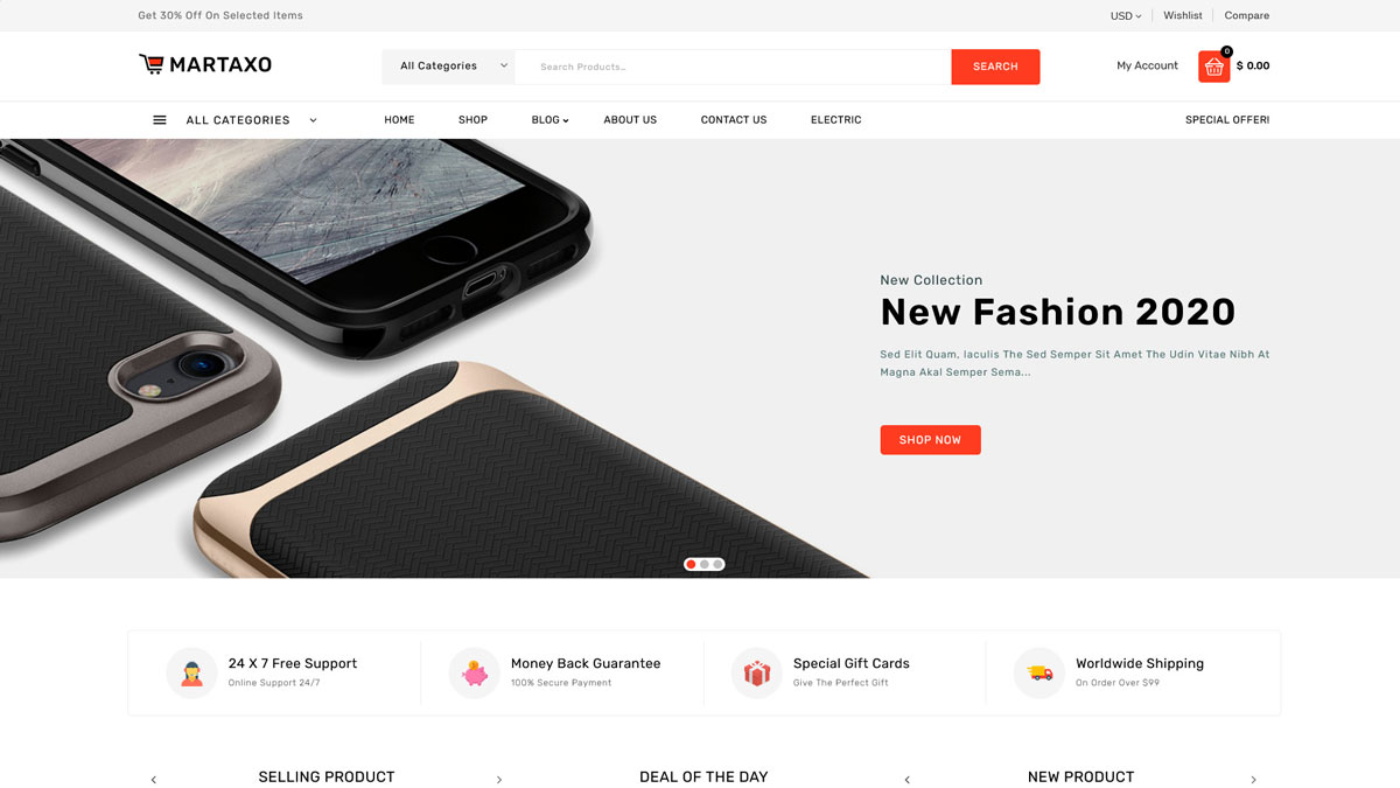 Get 30% Off On Selected Items
USD
Wishlist
Compare
MARTAXO
All Categories
Search Products...
SEARCH
My Account
0
$ 0.00
ALL CATEGORIES
HOME
SHOP
BLOG
ABOUT US
CONTACT US
ELECTRIC
SPECIAL OFFER!
New Collection
New Fashion 2020
Sed Elit Quam, Iaculis The Sed Semper Sit Amet The Udin Vitae Nibh At
Magna Akal Semper Sema...
SHOP NOW
24 X 7 Free Support
Online Support 24/7
Money Back Guarantee
100% Secure Payment
Special Gift Cards
Give The Perfect Gift
Worldwide Shipping
On Order Over $99
SELLING PRODUCT
DEAL OF THE DAY
NEW PRODUCT